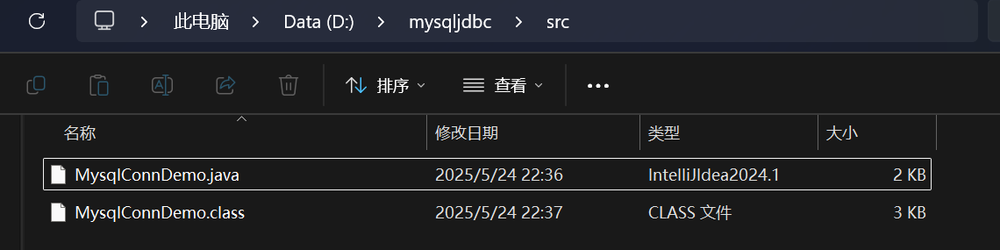 此电脑 Data (D:) mysqljdbc src
排序 查看
名称 修改日期 类型 大小
MysqlConnDemo.java 2025/5/24 22:36 IntelliJIdea2024.1 2 KB
MysqlConnDemo.class 2025/5/24 22:37 CLASS 文件 3 KB